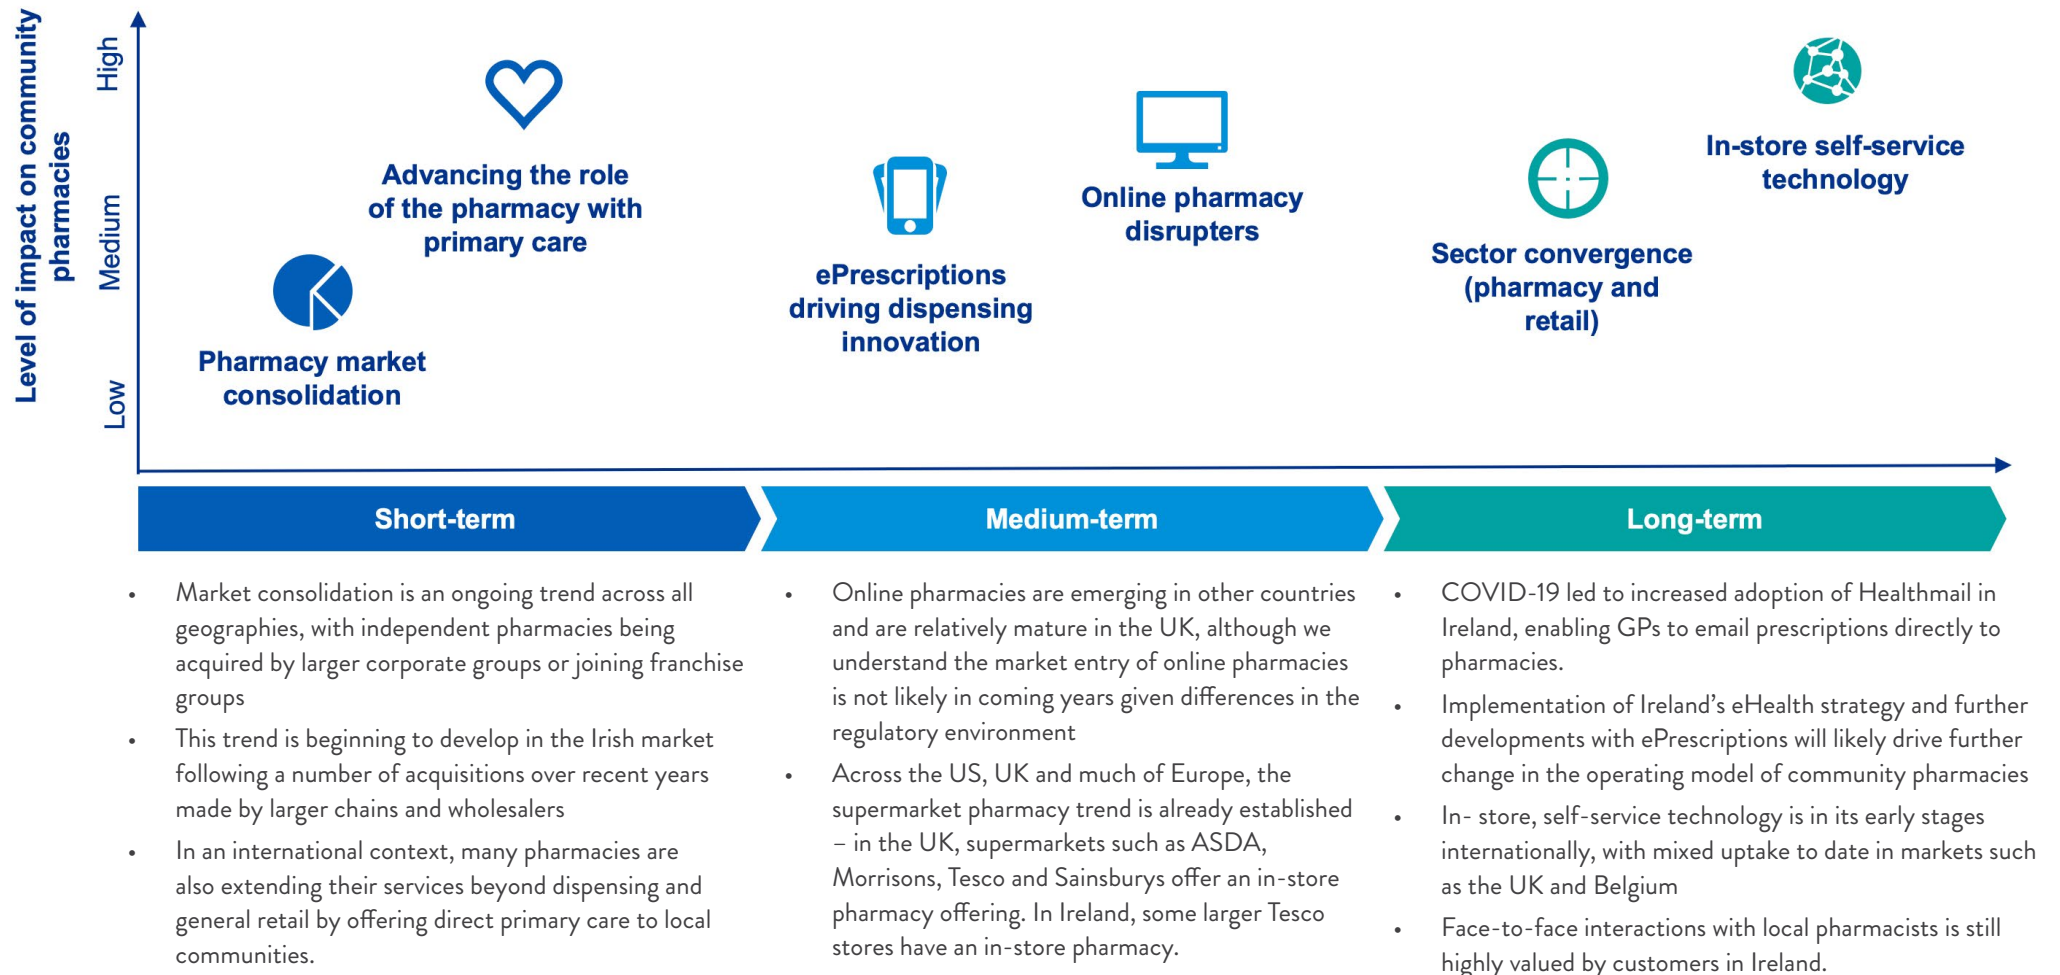 Level of impact on community
pharmacies
High
Medium
Low
Advancing the role
of the pharmacy with
primary care
Pharmacy market
consolidation
ePrescriptions
driving dispensing
innovation
Online pharmacy
disrupters
Sector convergence
(pharmacy and
retail)
In-store self-service
technology
Short-term
Medium-term
Long-term
• Market consolidation is an ongoing trend across all
geographies, with independent pharmacies being
acquired by larger corporate groups or joining franchise
groups
• This trend is beginning to develop in the Irish market
following a number of acquisitions over recent years
made by larger chains and wholesalers
• In an international context, many pharmacies are
also extending their services beyond dispensing and
general retail by offering direct primary care to local
communities.
• Online pharmacies are emerging in other countries
and are relatively mature in the UK, although we
understand the market entry of online pharmacies
is not likely in coming years given differences in the
regulatory environment
• Across the US, UK and much of Europe, the
supermarket pharmacy trend is already established
– in the UK, supermarkets such as ASDA,
Morrisons, Tesco and Sainsburys offer an in-store
pharmacy offering. In Ireland, some larger Tesco
stores have an in-store pharmacy.
• COVID-19 led to increased adoption of Healthmail in
Ireland, enabling GPs to email prescriptions directly to
pharmacies.
• Implementation of Ireland’s eHealth strategy and further
developments with ePrescriptions will likely drive further
change in the operating model of community pharmacies
• In- store, self-service technology is in its early stages
internationally, with mixed uptake to date in markets such
as the UK and Belgium
• Face-to-face interactions with local pharmacists is still
highly valued by customers in Ireland.